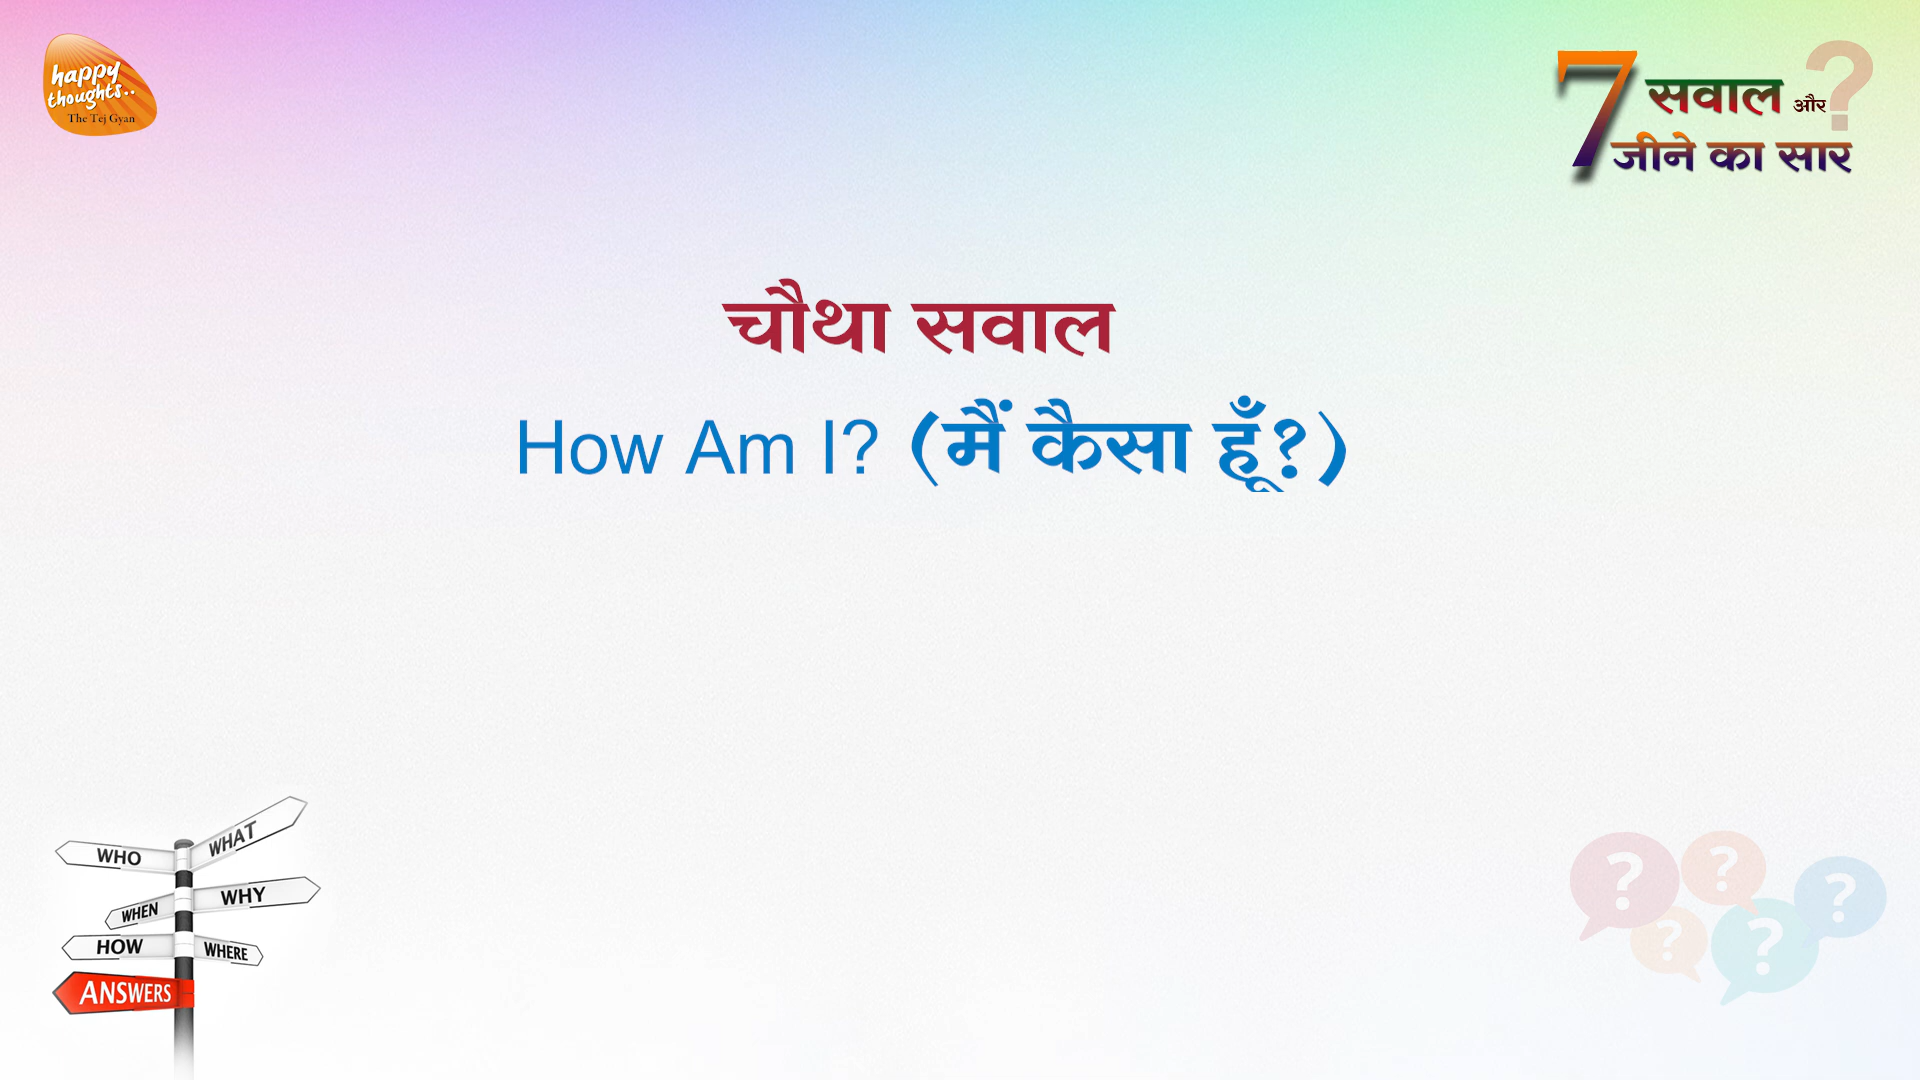 happy
thoughts..
The Tej Gyan
7 सवाल और ?
जीने का सार
चौथा सवाल
How Am I? (मैं कैसा हूँ?)
WHO
WHAT
WHY
WHEN
HOW
WHERE
ANSWERS
? ? ?
? ?